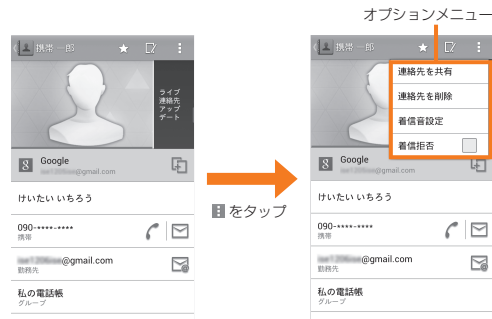 オプションメニュー
携帯一郎
ライブ
連絡先
アップ
デート
Google
@gmail.com
けいたい いちろう
090-****-****
携帯
@gmail.com
勤務先
私の電話帳
グループ
をタップ
携帯一郎
連絡先を共有
連絡先を削除
着信音設定
着信拒否
Google
@gmail.com
けいたい いちろう
090-****-****
携帯
@gmail.com
勤務先
私の電話帳
グループ